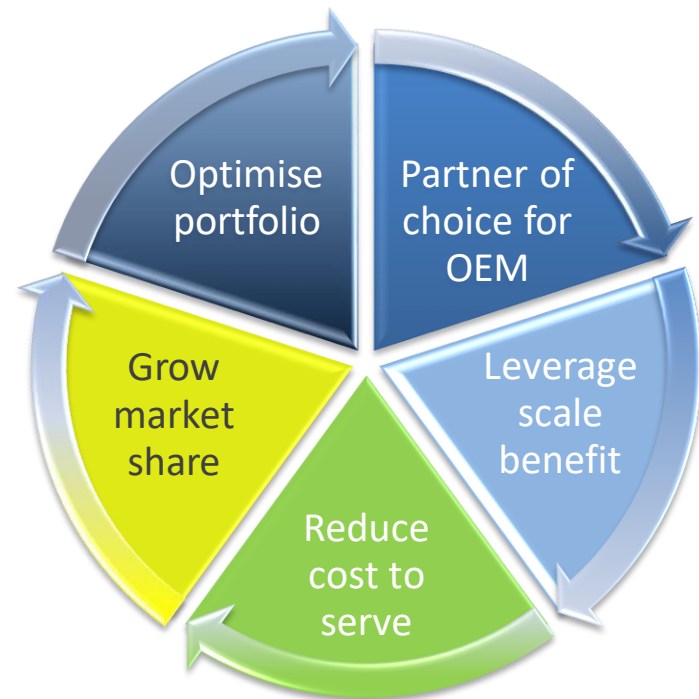 Optimise
portfolio
Partner of
choice for
OEM
Leverage
scale
benefit
Reduce
cost to
serve
Grow
market
share